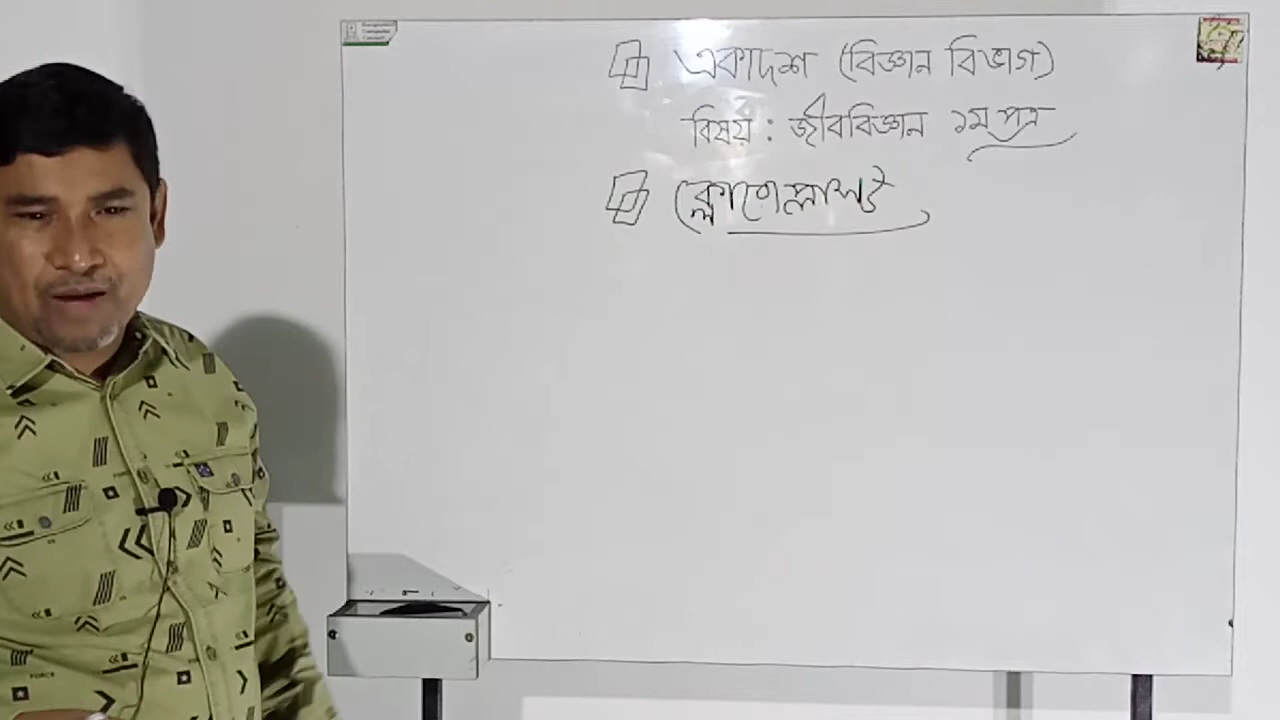 একাদশ (বিজ্ঞান বিভাগ)
বিষয় : জীববিজ্ঞান ১ম পত্র
ক্লোরোপ্লাস্ট